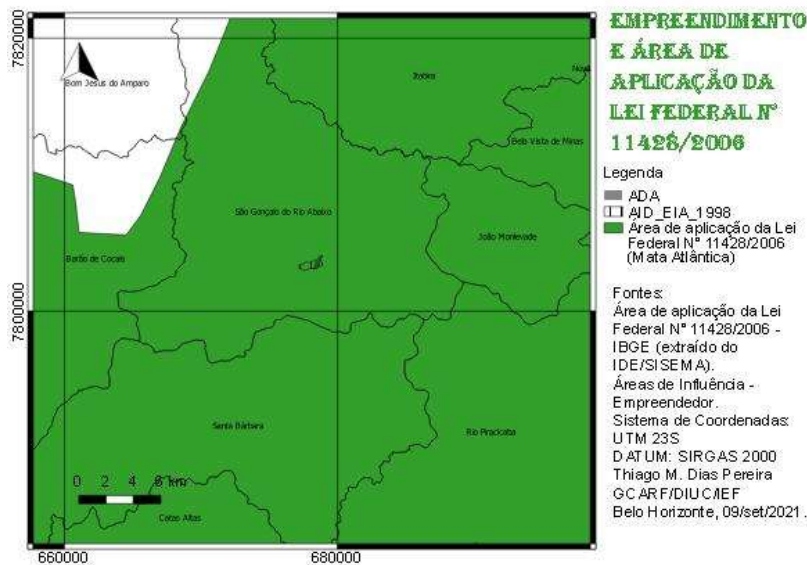 EMPREENDIMENTO
E ÁREA DE
APLICAÇÃO DA
LEI FEDERAL Nº
11428/2006
Legenda
ADA
AID_EIA_1998
Área de aplicação da Lei
Federal N° 11428/2006
(Mata Atlântica)
Fontes:
Área de aplicação da Lei
Federal N° 11428/2006 -
IBGE (extraído do
IDE/SISEMA).
Áreas de Influência -
Empreendedor.
Sistema de Coordenadas:
UTM 23S
DATUM: SIRGAS 2000
Thiago M. Dias Pereira
GCARF/DIUC/IEF
Belo Horizonte, 09/set/2021.
7820000
7800000
660000
680000
Bom Jesus do Amparo
Itabira
Nova
Bela Vista de Minas
São Gonçalo do Rio Abaixo
João Monlevade
Barão de Cocais
Santa Bárbara
Rio Piracicaba
Catas Altas
0 2 4 6 km